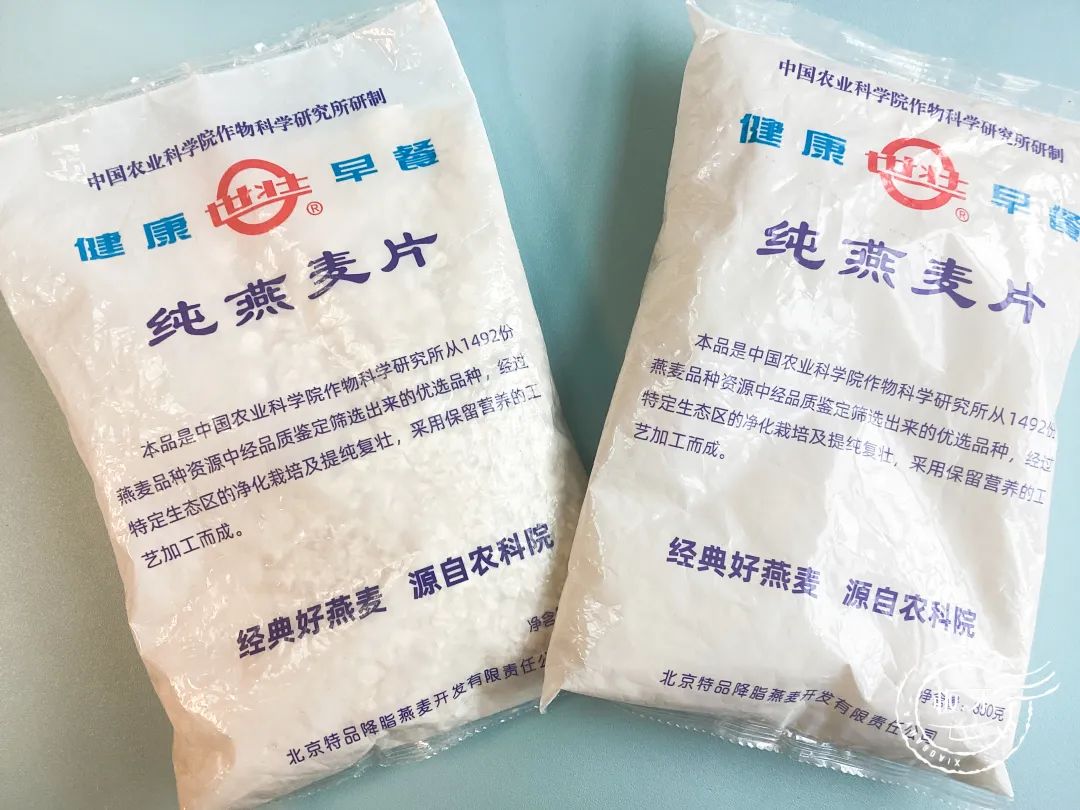 中国农业科学院作物科学研究所研制
健康 世壮® 早餐
纯燕麦片
本品是中国农业科学院作物科学研究所从1492份
燕麦品种资源中经品质鉴定筛选出来的优选品种，经过
特定生态区的净化栽培及提纯复壮，采用保留营养的工
艺加工而成。
经典好燕麦 源自农科院
净含
北京特品降脂燕麦开发有限责任公
中国农业科学院作物科学研究所研制
健康 世壮® 早餐
纯燕麦片
本品是中国农业科学院作物科学研究所从1492份
燕麦品种资源中经品质鉴定筛选出来的优选品种，经过
特定生态区的净化栽培及提纯复壮，采用保留营养的工
艺加工而成。
经典好燕麦 源自农科院
净含量：350克
北京特品降脂燕麦开发有限责任公司